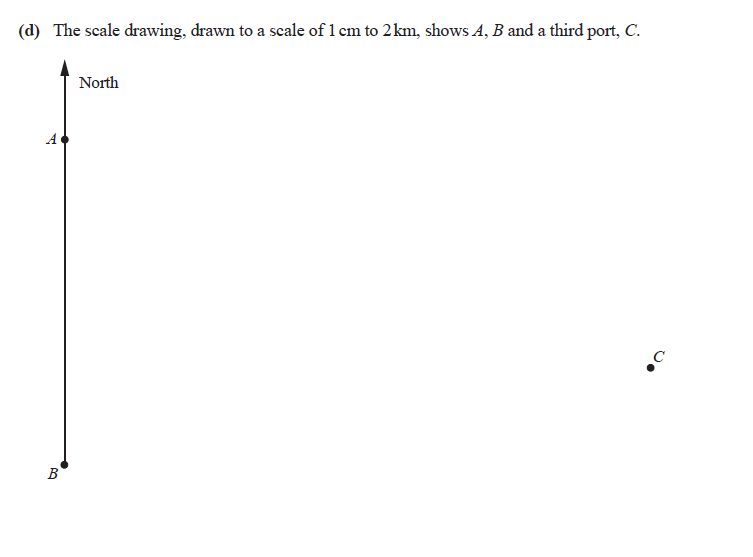 (d) The scale drawing, drawn to a scale of 1 cm to 2 km, shows A, B and a third port, C.
North
A
C
B